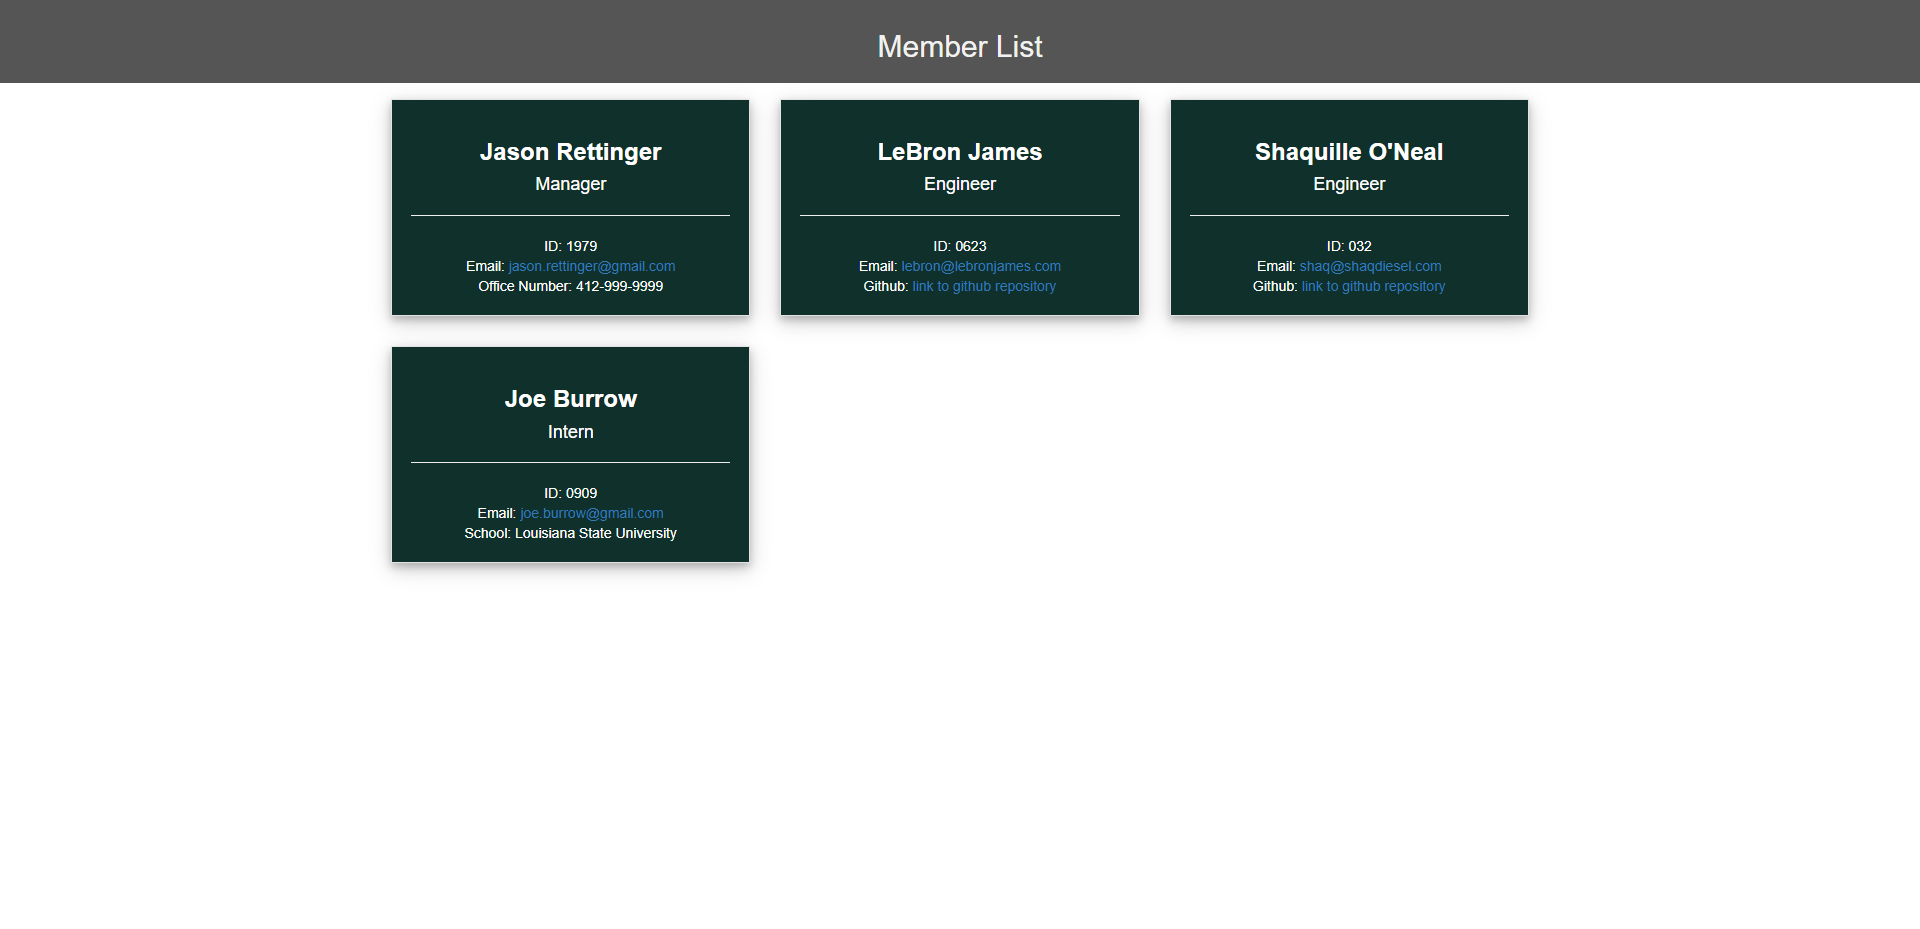 Member List
Jason Rettinger
Manager
ID: 1979
Email: jason.rettinger@gmail.com
Office Number: 412-999-9999
LeBron James
Engineer
ID: 0623
Email: lebron@lebronjames.com
Github: link to github repository
Shaquille O'Neal
Engineer
ID: 032
Email: shaq@shaqdiesel.com
Github: link to github repository
Joe Burrow
Intern
ID: 0909
Email: joe.burrow@gmail.com
School: Louisiana State University